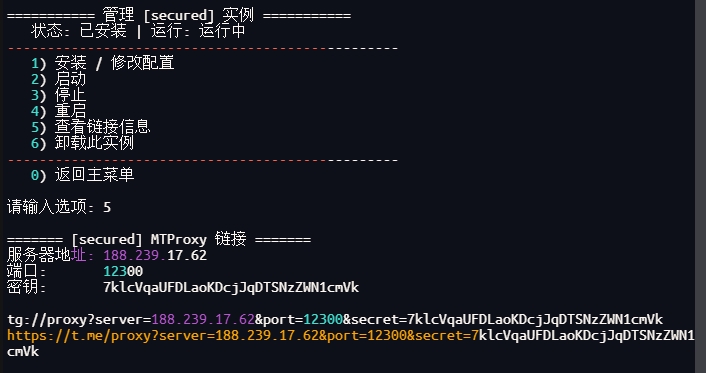 =========== 管理 [secured] 实例 ===========
状态: 已安装 | 运行: 运行中
-------------------------------------------------
1) 安装 / 修改配置
2) 启动
3) 停止
4) 重启
5) 查看链接信息
6) 卸载此实例
-------------------------------------------------
0) 返回主菜单
请输入选项: 5
======= [secured] MTProxy 链接 =======
服务器地址: 188.239.17.62
端口: 12300
密钥: 7klcVqaUFDLaoKDcjJqDTSNzZWN1cmVk
tg://proxy?server=188.239.17.62&port=12300&secret=7klcVqaUFDLaoKDcjJqDTSNzZWN1cmVk
https://t.me/proxy?server=188.239.17.62&port=12300&secret=7klcVqaUFDLaoKDcjJqDTSNzZWN1
cmVk